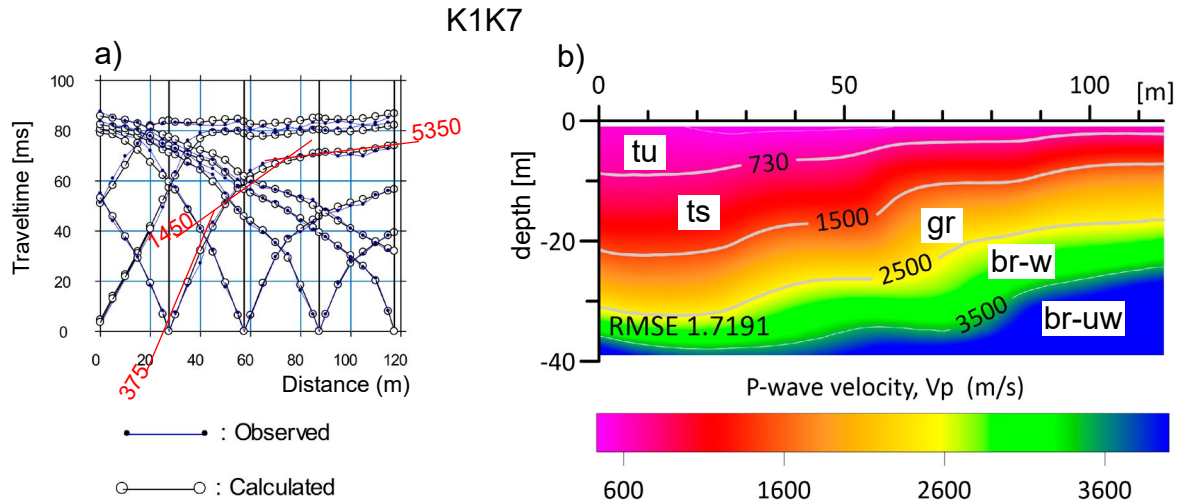 K1K7
a)
Traveltime [ms]
100
80
60
40
20
0
0 20 40 60 80 100 120
Distance (m)
375
1450
5350
: Observed
: Calculated
b)
0 50 100 [m]
depth [m]
0
-20
-40
tu
ts
gr
br-w
br-uw
730
1500
2500
3500
RMSE 1.7191
P-wave velocity, Vp (m/s)
600 1600 2600 3600